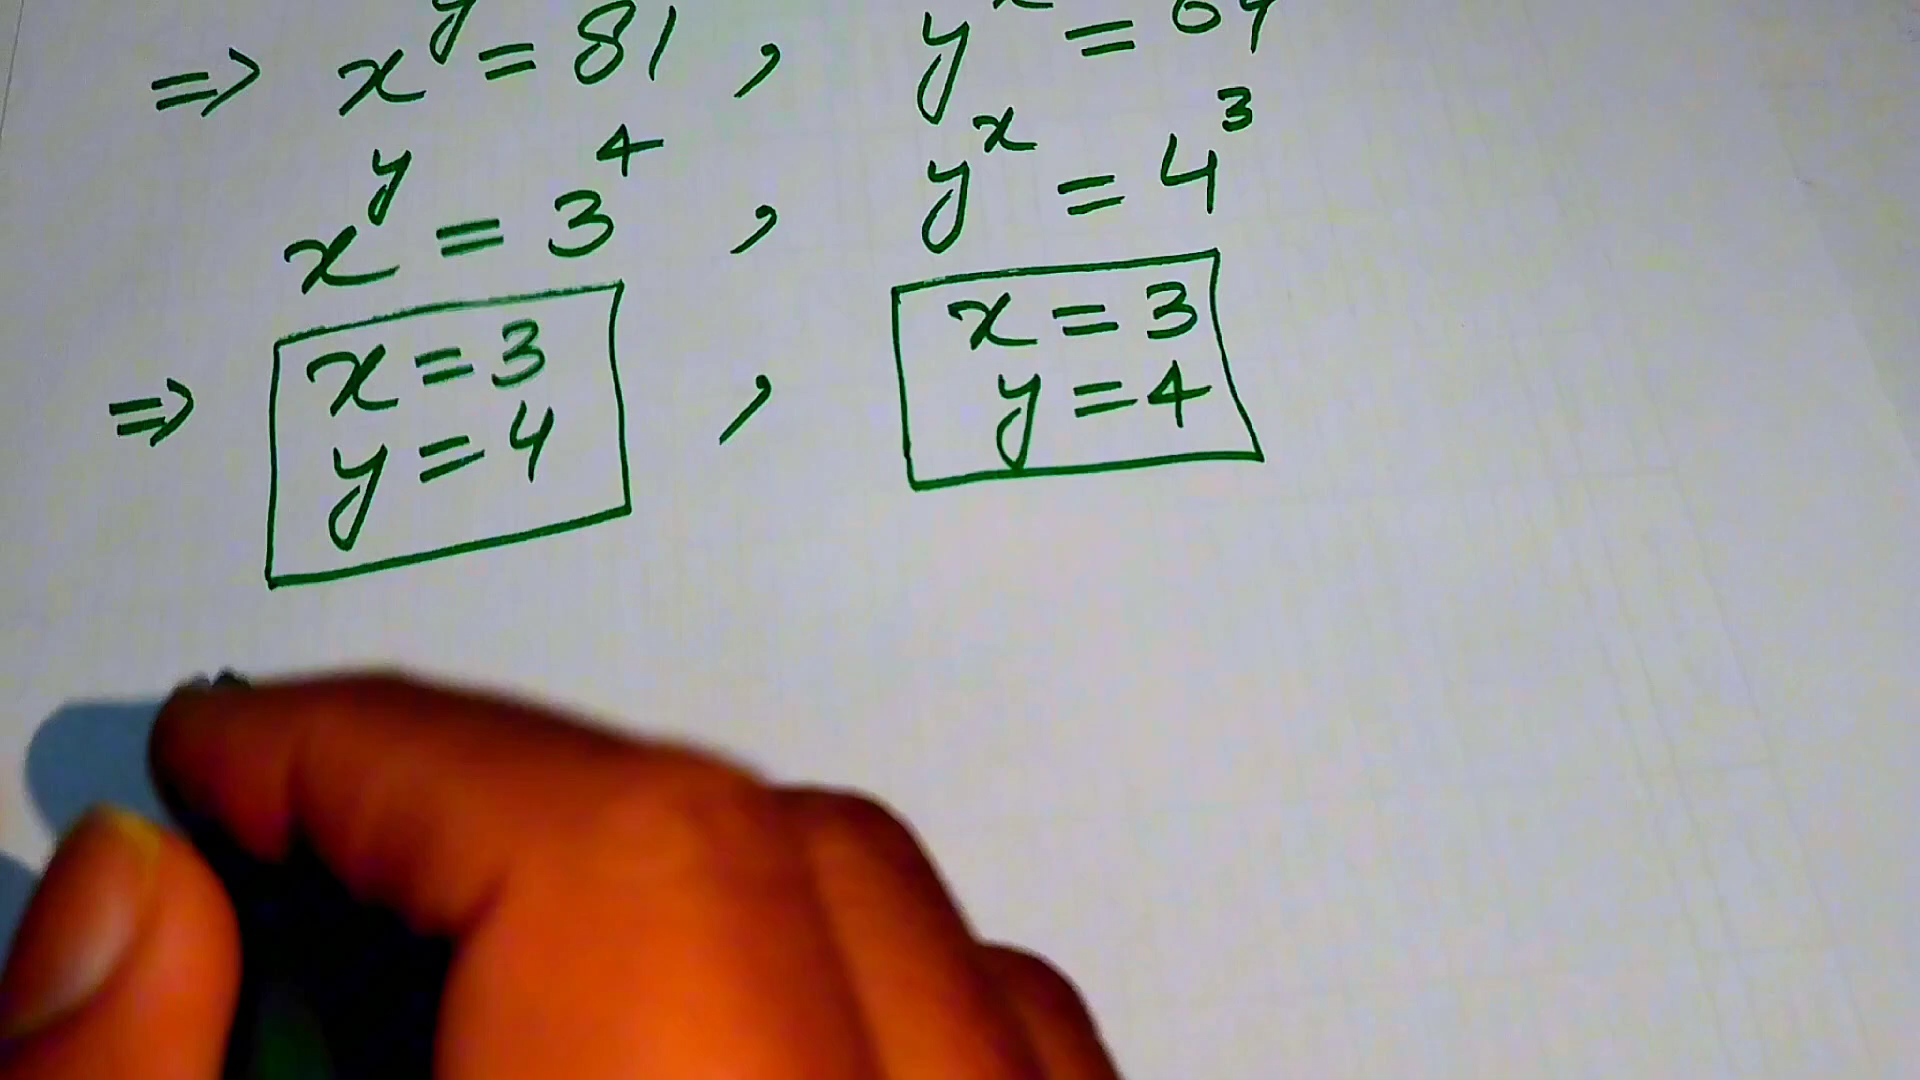 ⇒ x^y = 81 , y^x = 64
x^y = 3^4 , y^x = 4^3
⇒ x = 3 , x = 3
y = 4 y = 4